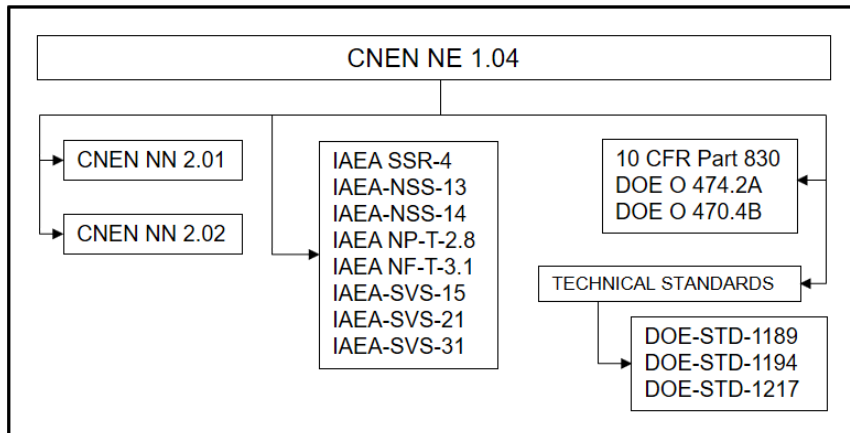 CNEN NE 1.04
CNEN NN 2.01
CNEN NN 2.02
IAEA SSR-4
IAEA-NSS-13
IAEA-NSS-14
IAEA NP-T-2.8
IAEA NF-T-3.1
IAEA-SVS-15
IAEA-SVS-21
IAEA-SVS-31
10 CFR Part 830
DOE O 474.2A
DOE O 470.4B
TECHNICAL STANDARDS
DOE-STD-1189
DOE-STD-1194
DOE-STD-1217